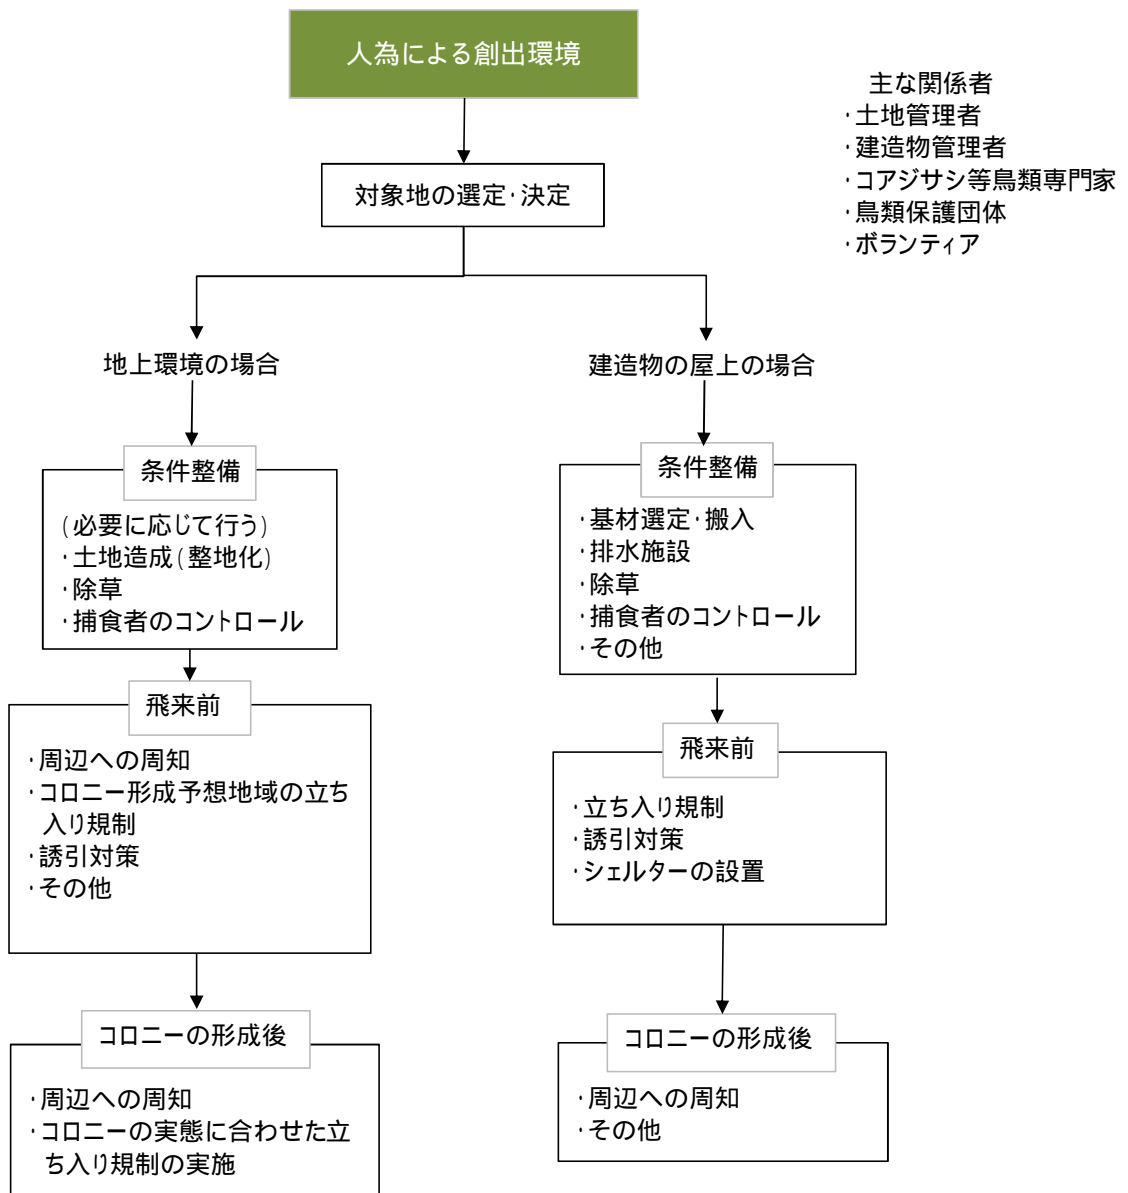 人為による創出環境
主な関係者
・土地管理者
・建造物管理者
・コアジサシ等鳥類専門家
・鳥類保護団体
・ボランティア
対象地の選定・決定
地上環境の場合
条件整備
(必要に応じて行う)
・土地造成(整地化)
・除草
・捕食者のコントロール
飛来前
・周辺への周知
・コロニー形成予想地域の立ち
入り規制
・誘引対策
・その他
コロニーの形成後
・周辺への周知
・コロニーの実態に合わせた立
ち入り規制の実施
建造物の屋上の場合
条件整備
・基材選定・搬入
・排水施設
・除草
・捕食者のコントロール
・その他
飛来前
・立ち入り規制
・誘引対策
・シェルターの設置
コロニーの形成後
・周辺への周知
・その他